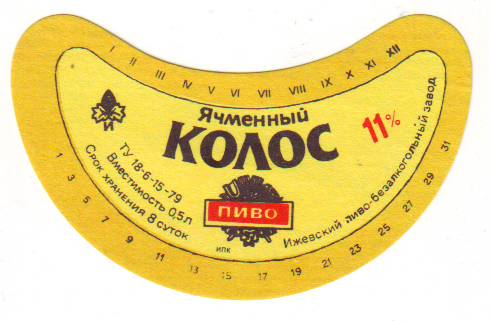 I II III IV V VI VII VIII IX X XI XII
Ячменный
КОЛОС
11%
И
ТУ 18-6-15-79
Вместимость 0,5 л
Срок хранения 8 суток
ПИВО
ипк
Ижевский пиво-безалкогольный завод
1 3 5 7 9 11 13 15 17 19 21 23 25 27 29 31